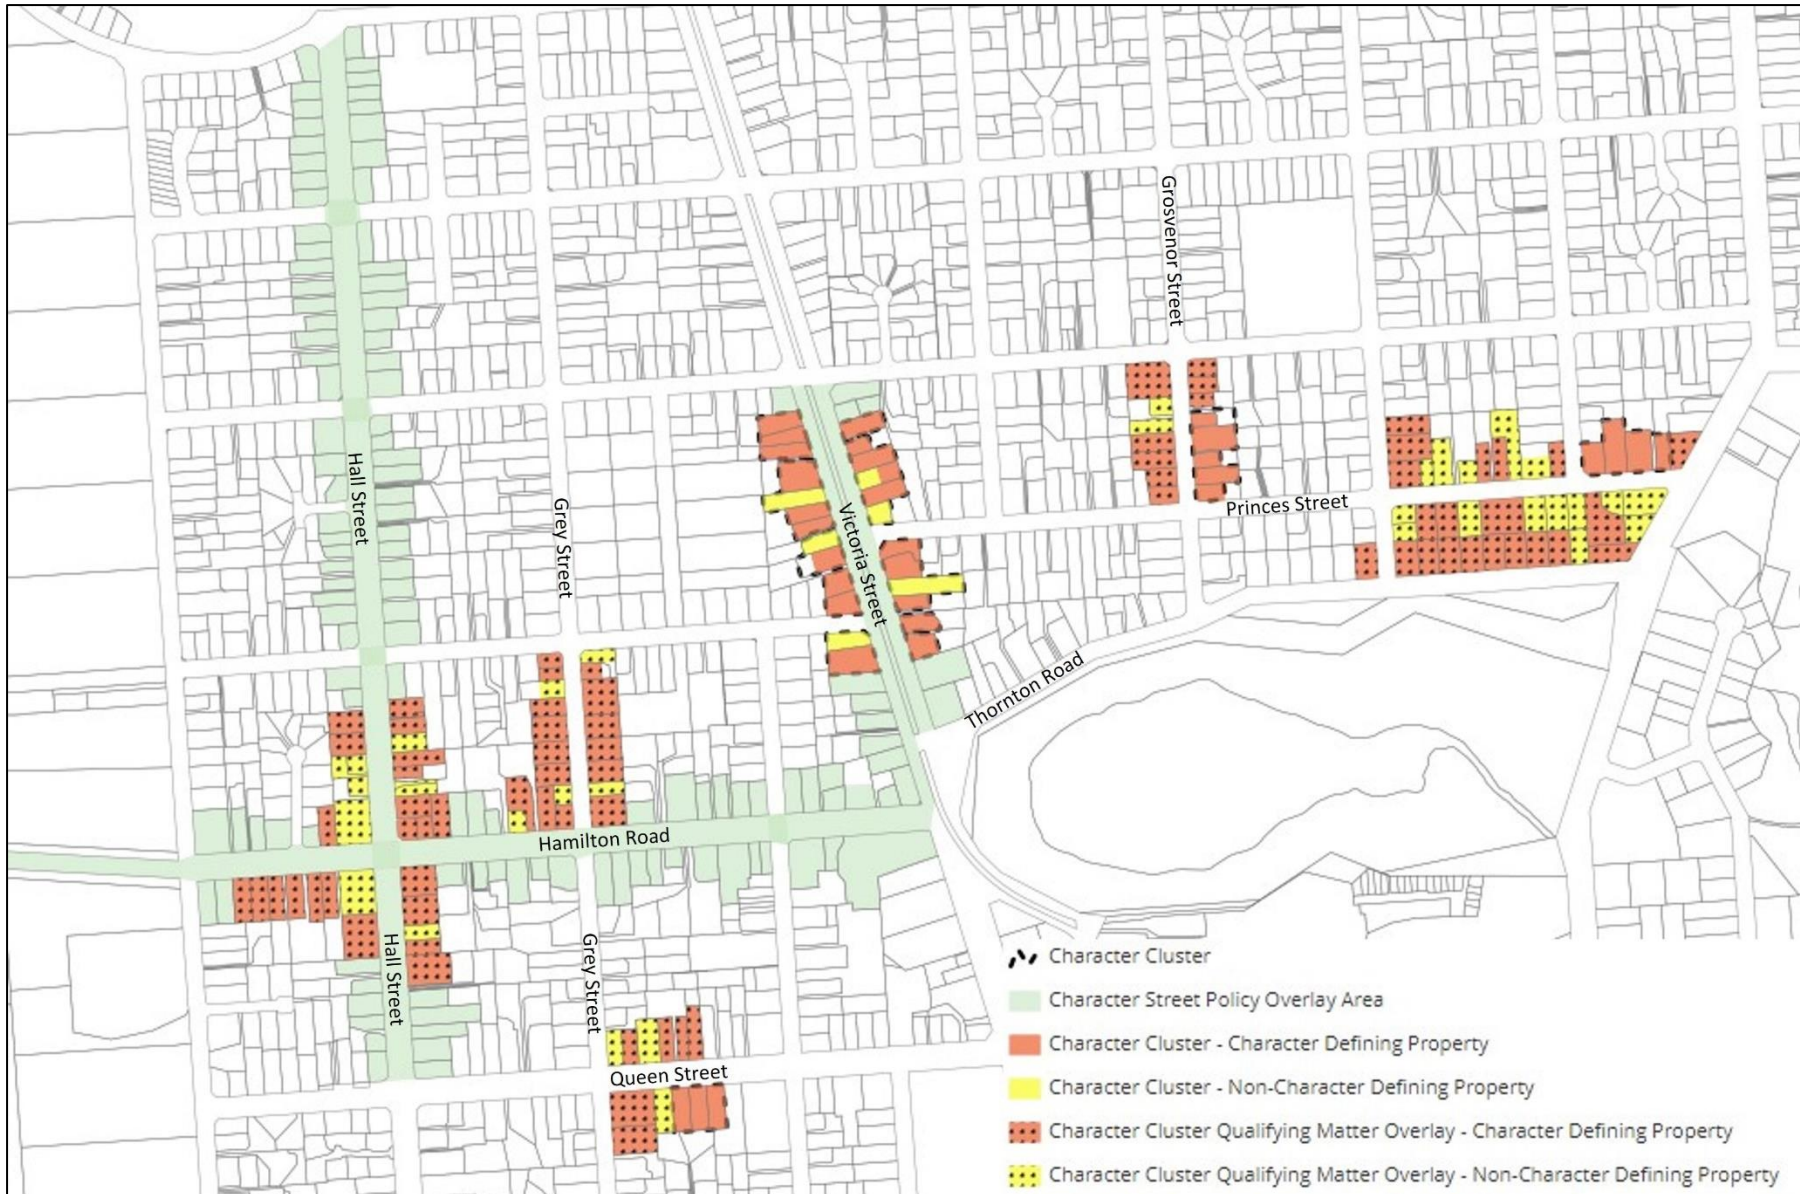 Grosvenor Street
Hall Street
Grey Street
Victoria Street
Princes Street
Thornton Road
Hamilton Road
Hall Street
Grey Street
Queen Street
Character Cluster
Character Street Policy Overlay Area
Character Cluster - Character Defining Property
Character Cluster - Non-Character Defining Property
Character Cluster Qualifying Matter Overlay - Character Defining Property
Character Cluster Qualifying Matter Overlay - Non-Character Defining Property